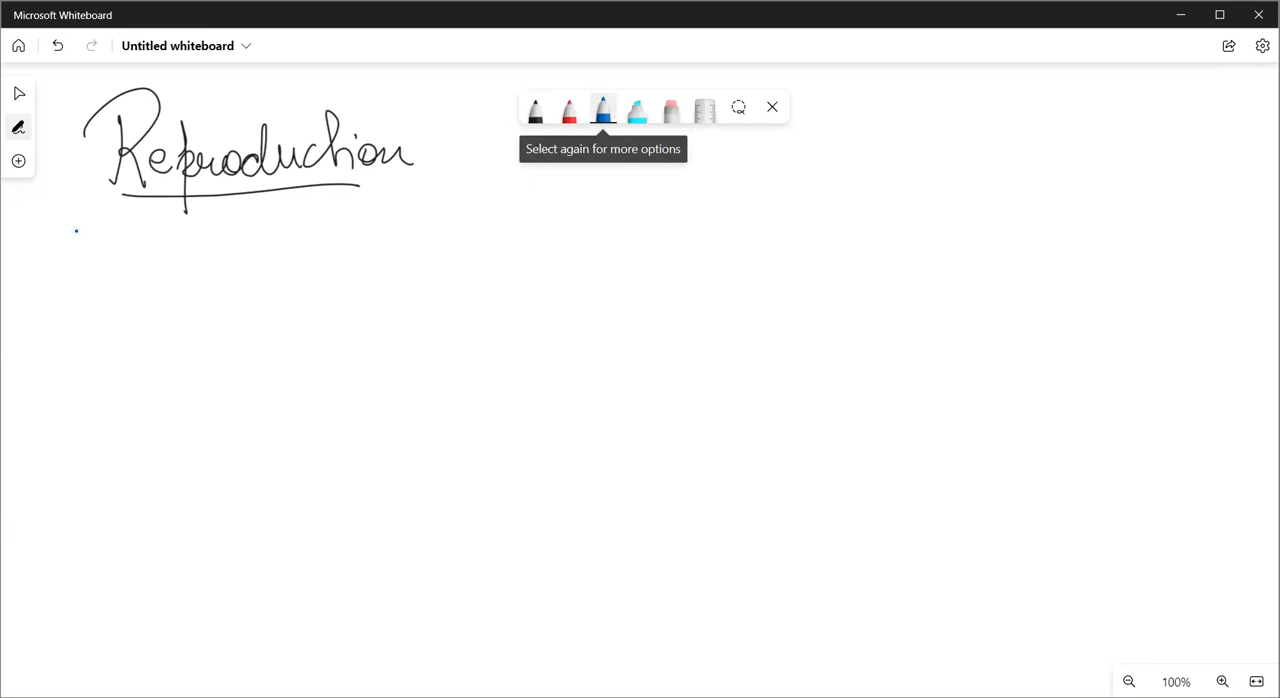 Microsoft Whiteboard
Untitled whiteboard
Reproduction
Select again for more options
100%